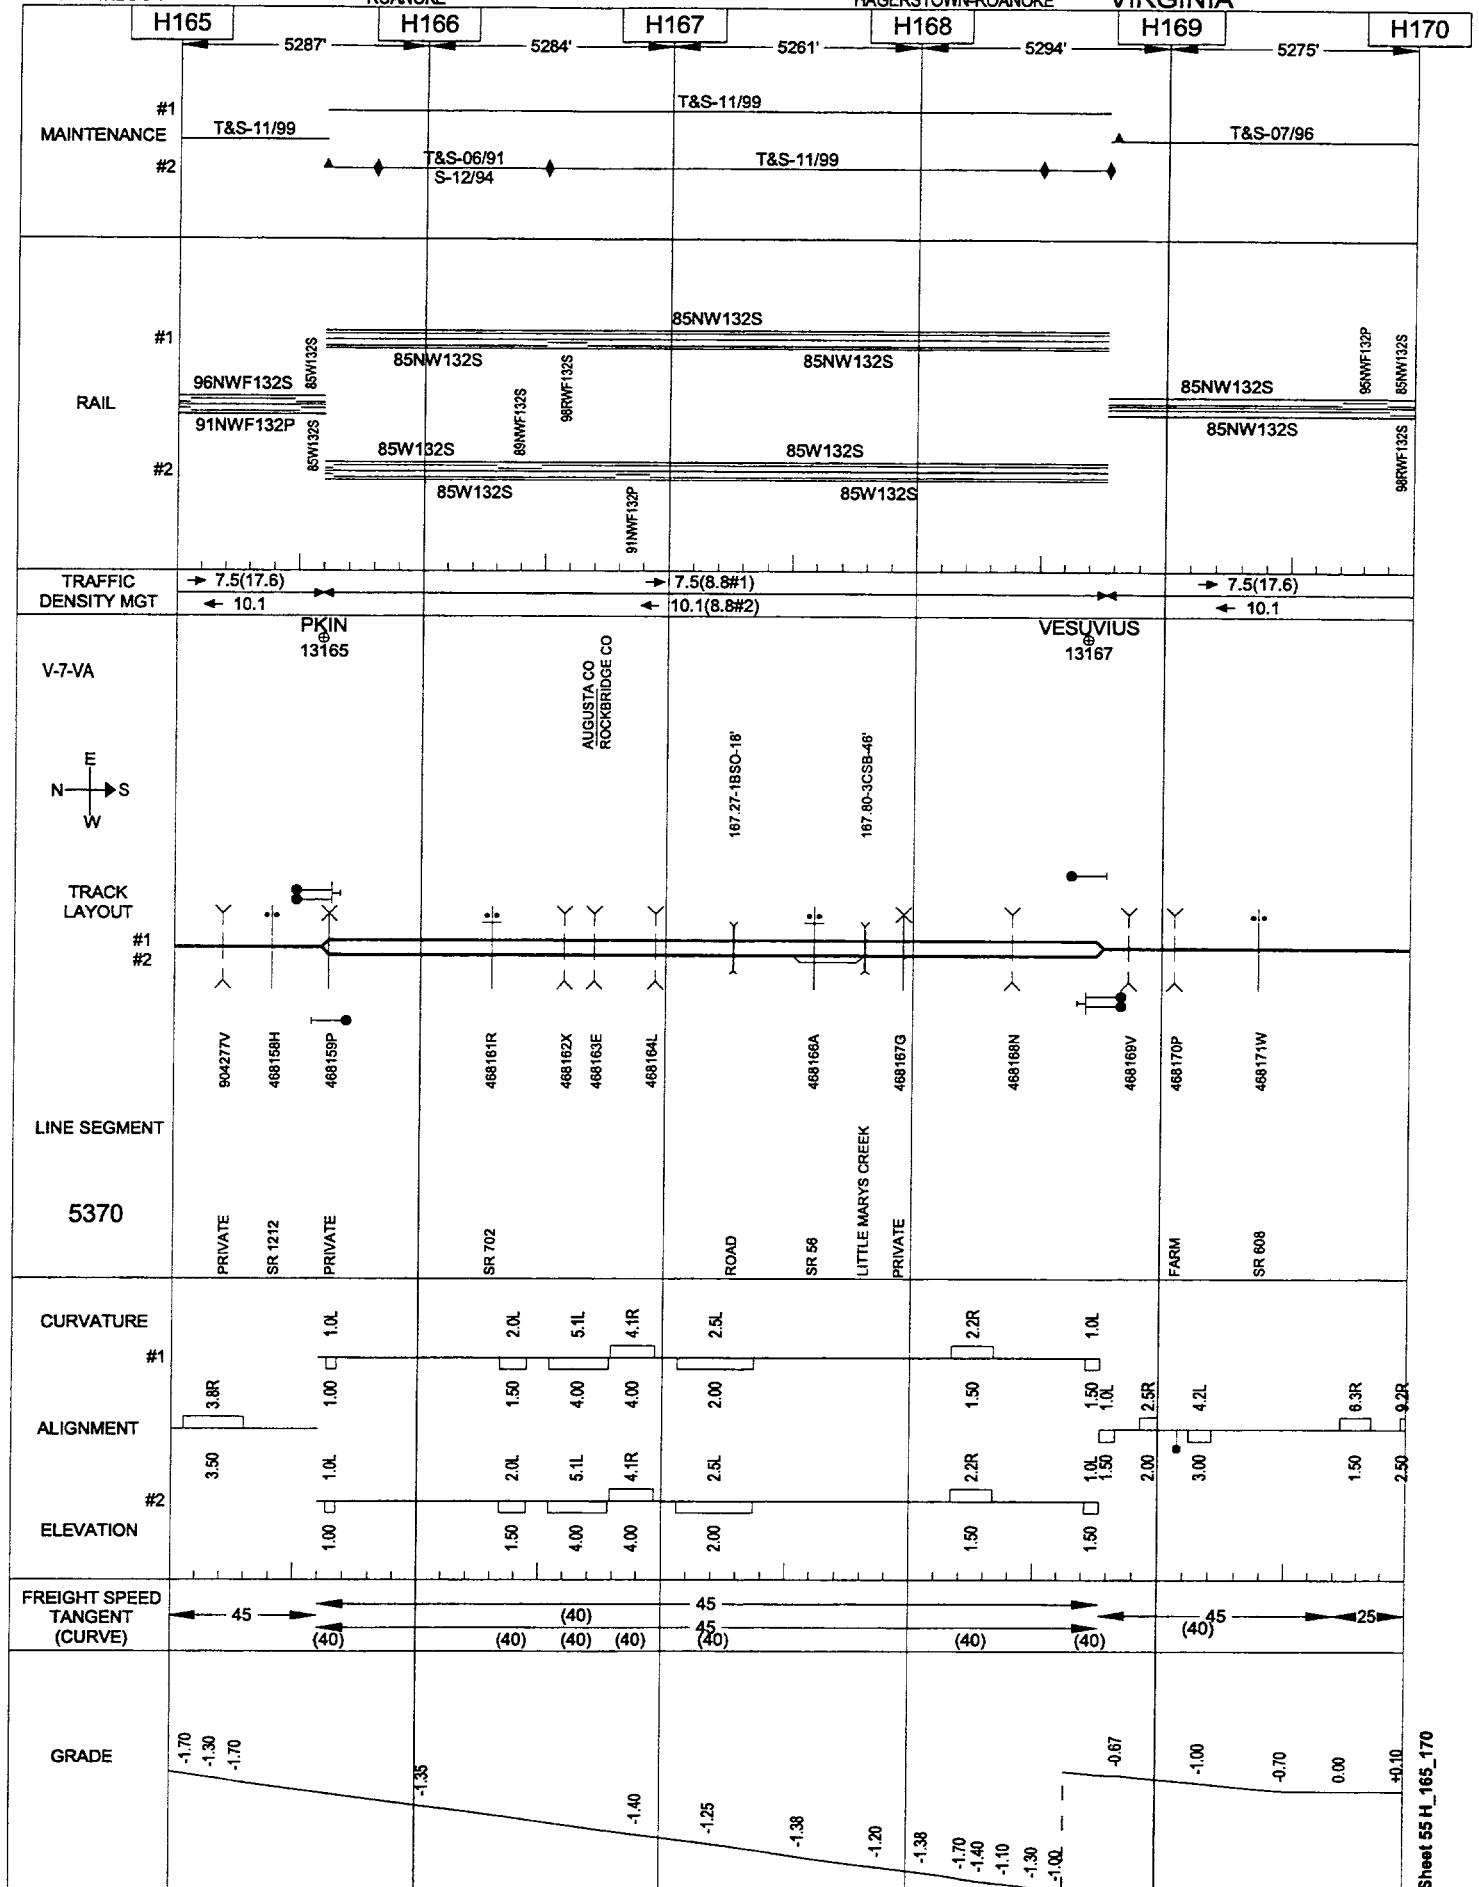 ROANOKE
HAGERSTOWN-ROANOKE
VIRGINIA
H165
H166
H167
H168
H169
H170
5287'
5284'
5261'
5294'
5275'
#1
T&S-11/99
MAINTENANCE
T&S-11/99
T&S-07/96
#2
T&S-06/91
S-12/94
T&S-11/99
#1
85NW132S
85NW132S
85NW132S
RAIL
96NWF132S
91NWF132P
85W132S
85W132S
89NWF132S
98RWF132S
85NW132S
85NW132S
95NWF132P
85NW132S
98RWF132S
#2
85W132S
85W132S
85W132S
85W132S
91NWF132P
TRAFFIC
DENSITY MGT
7.5(17.6)
10.1
7.5(8.8#1)
10.1(8.8#2)
7.5(17.6)
10.1
PKIN
13165
VESUVIUS
13167
V-7-VA
AUGUSTA CO
ROCKBRIDGE CO
167.27-1BSO-18'
167.80-3CSB-46'
E
N S
W
TRACK
LAYOUT
#1
#2
904277V
468158H
468159P
468161R
468162X
468163E
468164L
468166A
468167G
468168N
468169V
468170P
468171W
LINE SEGMENT
5370
PRIVATE
SR 1212
PRIVATE
SR 702
ROAD
SR 56
LITTLE MARYS CREEK
PRIVATE
FARM
SR 608
CURVATURE
#1
1.0L
2.0L
5.1L
4.1R
2.5L
2.2R
1.0L
1.00
1.50
4.00
4.00
2.00
1.50
1.50
ALIGNMENT
3.8R
3.50
1.0L
1.50
2.5R
2.00
4.2L
3.00
6.3R
1.50
9.2R
2.50
#2
1.0L
2.0L
5.1L
4.1R
2.5L
2.2R
1.0L
ELEVATION
1.00
1.50
4.00
4.00
2.00
1.50
1.50
FREIGHT SPEED
TANGENT
(CURVE)
45
45
(40)
45
(40)
(40)
(40)
(40)
(40)
(40)
(40)
45
(40)
25
GRADE
-1.70
-1.30
-1.70
-1.35
-1.40
-1.25
-1.38
-1.20
-1.38
-1.70
-1.40
-1.10
-1.30
-1.00
-0.67
-1.00
-0.70
0.00
+0.10
Sheet 55 H_165_170